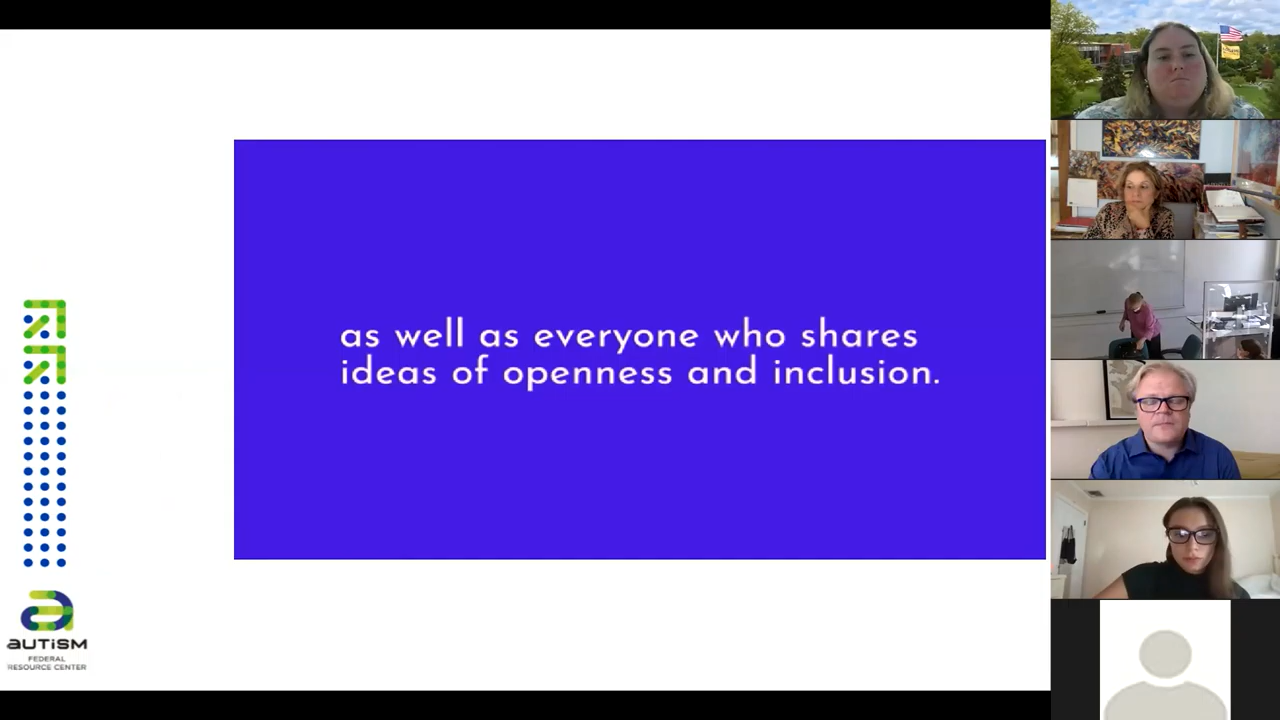 as well as everyone who shares
ideas of openness and inclusion.
AUTiSM
FEDERAL
RESOURCE CENTER